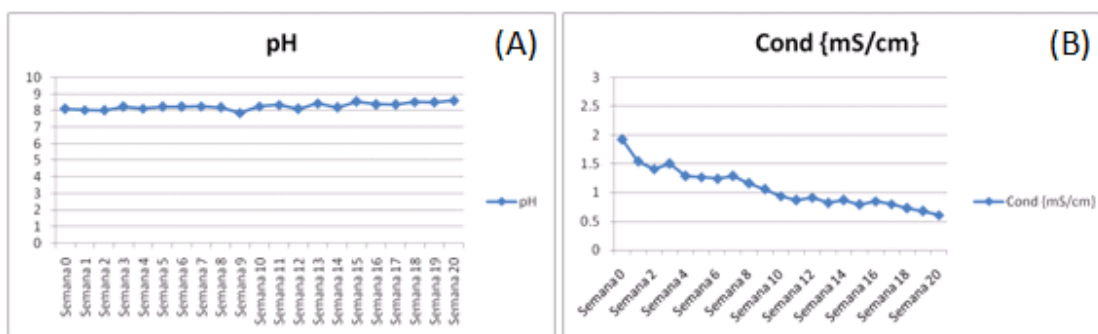 pH
(A)
10
9
8
7
6
5
4
3
2
1
0
pH
Semana 0
Semana 1
Semana 2
Semana 3
Semana 4
Semana 5
Semana 6
Semana 7
Semana 8
Semana 9
Semana 10
Semana 11
Semana 12
Semana 13
Semana 14
Semana 15
Semana 16
Semana 17
Semana 18
Semana 19
Semana 20
Cond {mS/cm}
(B)
3
2.5
2
1.5
1
0.5
0
Cond {mS/cm}
Semana 0
Semana 2
Semana 4
Semana 6
Semana 8
Semana 10
Semana 12
Semana 14
Semana 16
Semana 18
Semana 20